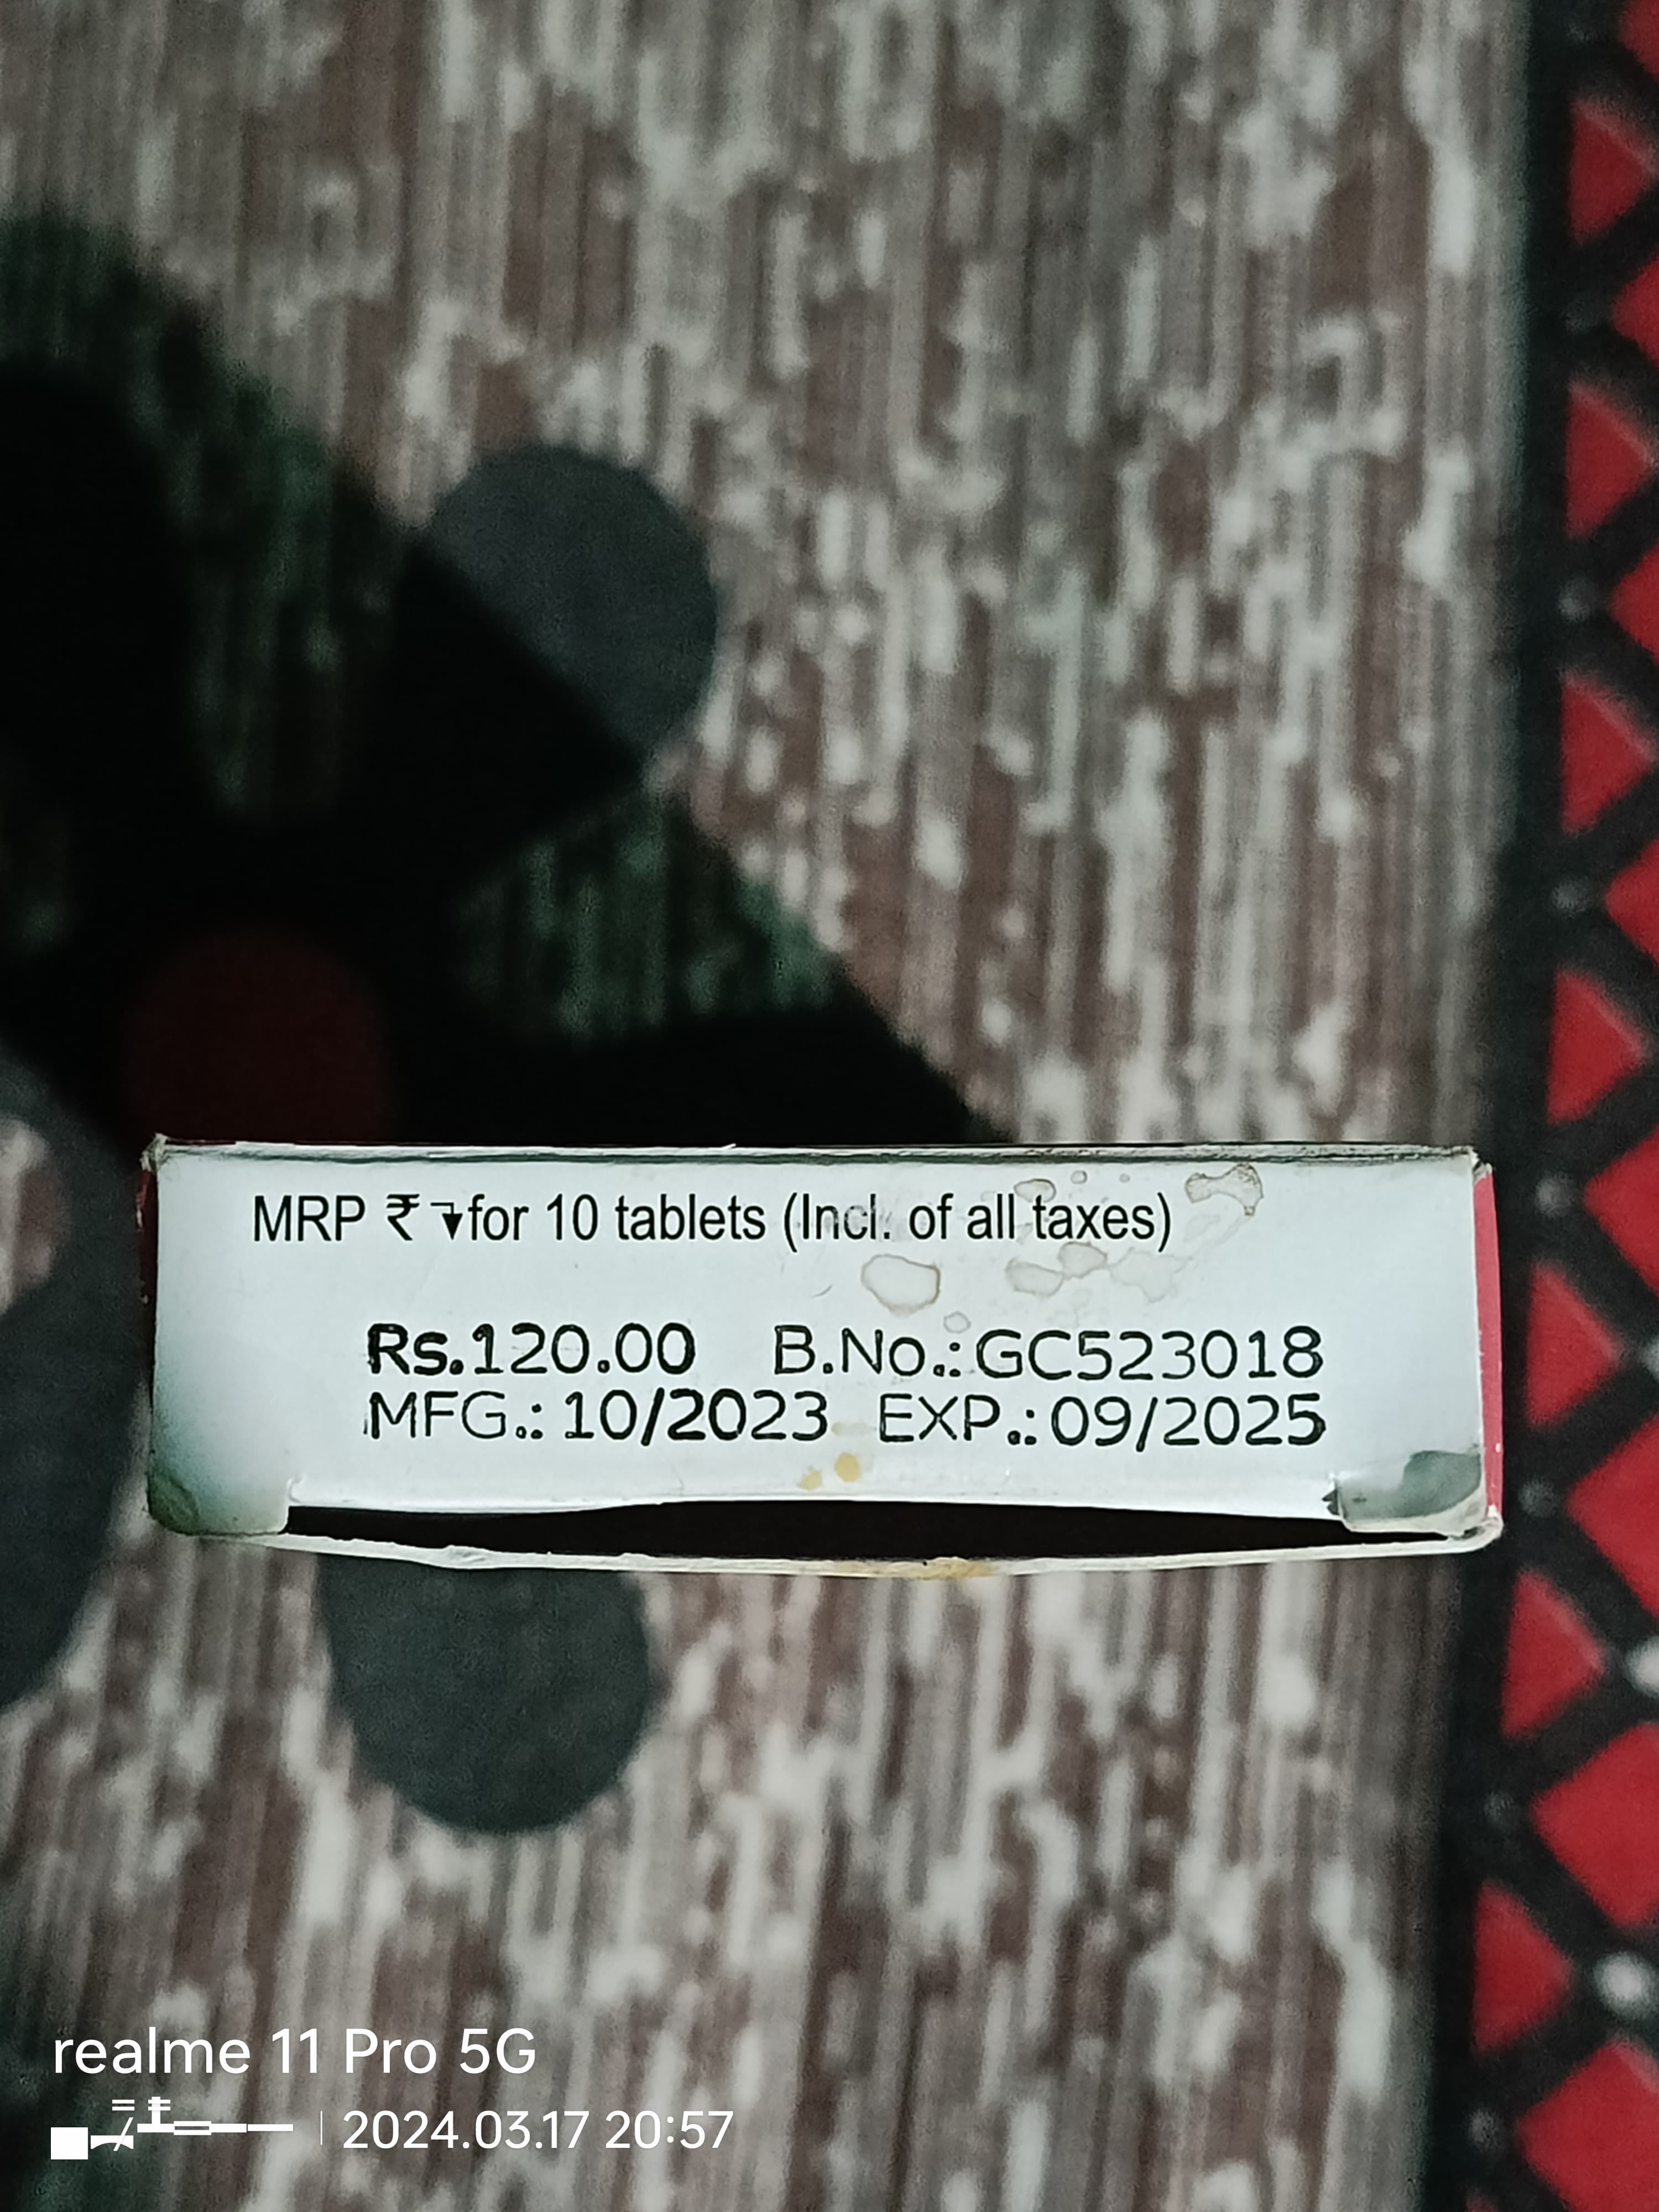 MRP ₹ for 10 tablets (Incl. of all taxes)
Rs.120.00 B.No.:GC523018
MFG.: 10/2023 EXP.:09/2025
realme 11 Pro 5G
2024.03.17 20:57